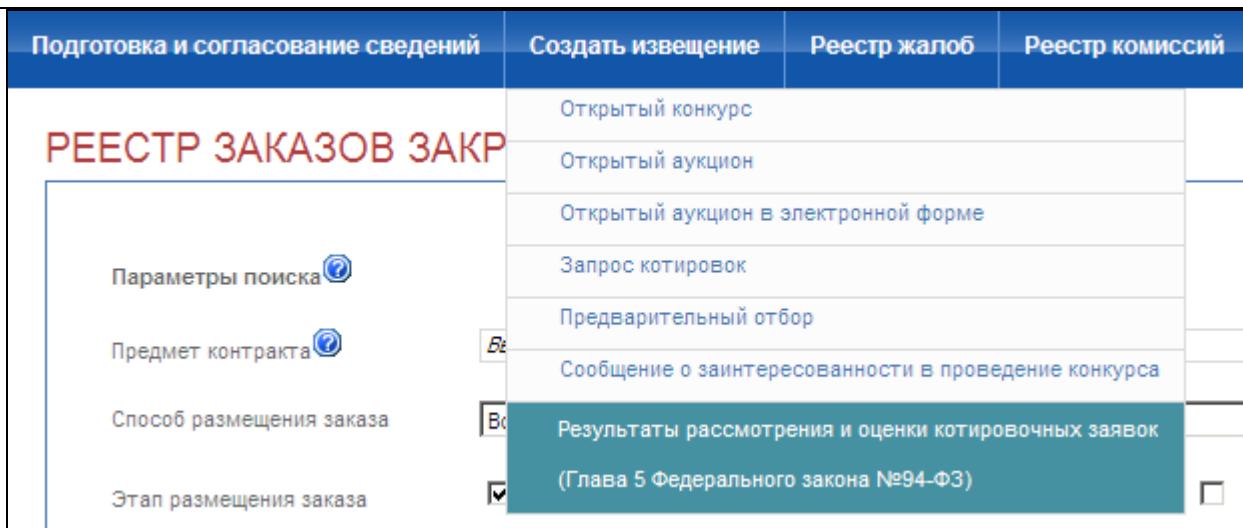 Подготовка и согласование сведений
Создать извещение
Реестр жалоб
Реестр комиссий
Открытый конкурс
Открытый аукцион
Открытый аукцион в электронной форме
Запрос котировок
Предварительный отбор
Сообщение о заинтересованности в проведение конкурса
Результаты рассмотрения и оценки котировочных заявок
(Глава 5 Федерального закона №94-ФЗ)
РЕЕСТР ЗАКАЗОВ ЗАКР
Параметры поиска
Предмет контракта
Способ размещения заказа
Этап размещения заказа